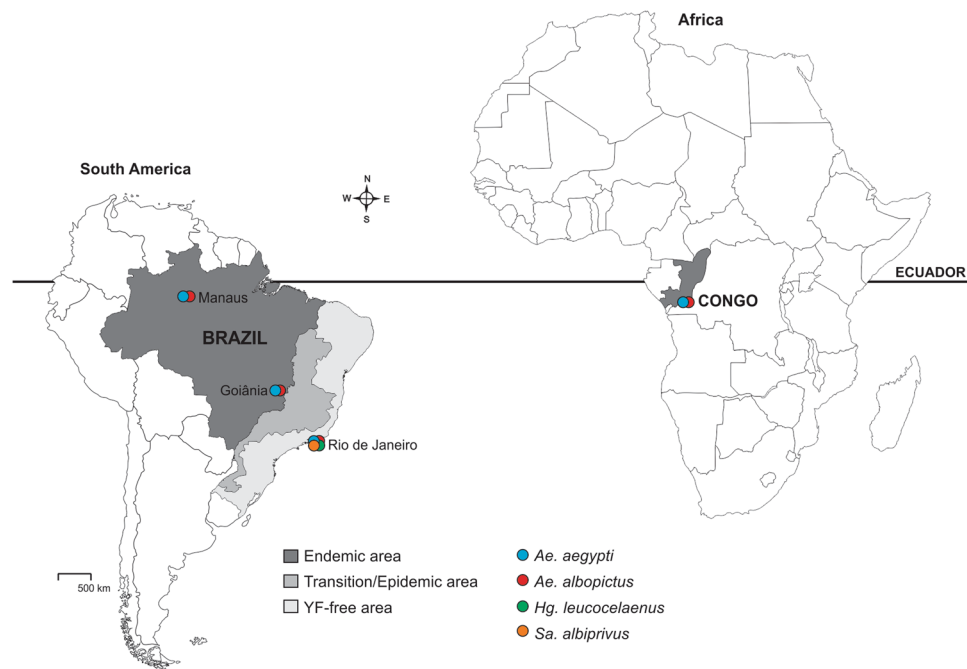 Africa
South America
N
W E
S
ECUADOR
Manaus
CONGO
BRAZIL
Goiânia
Rio de Janeiro
Endemic area
Transition/Epidemic area
YF-free area
Ae. aegypti
Ae. albopictus
Hg. leucocelaenus
Sa. albiprivus
500 km